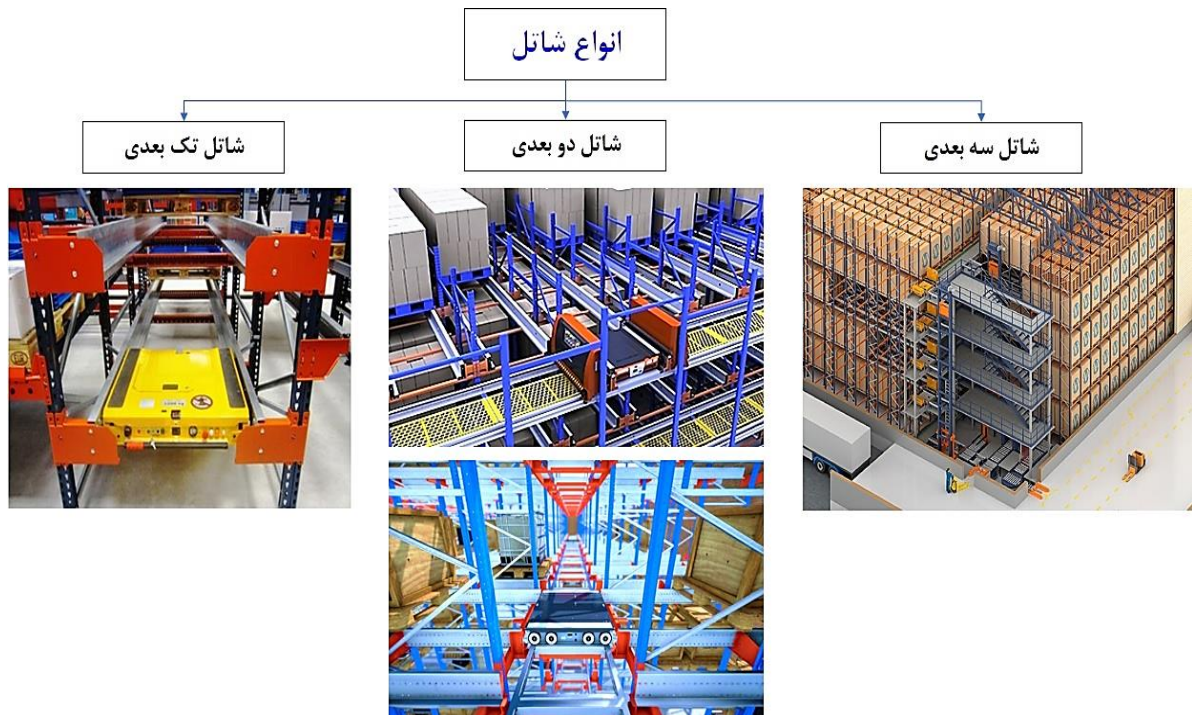 انواع شاتل
شاتل سه بعدی
شاتل دو بعدی
شاتل تک بعدی